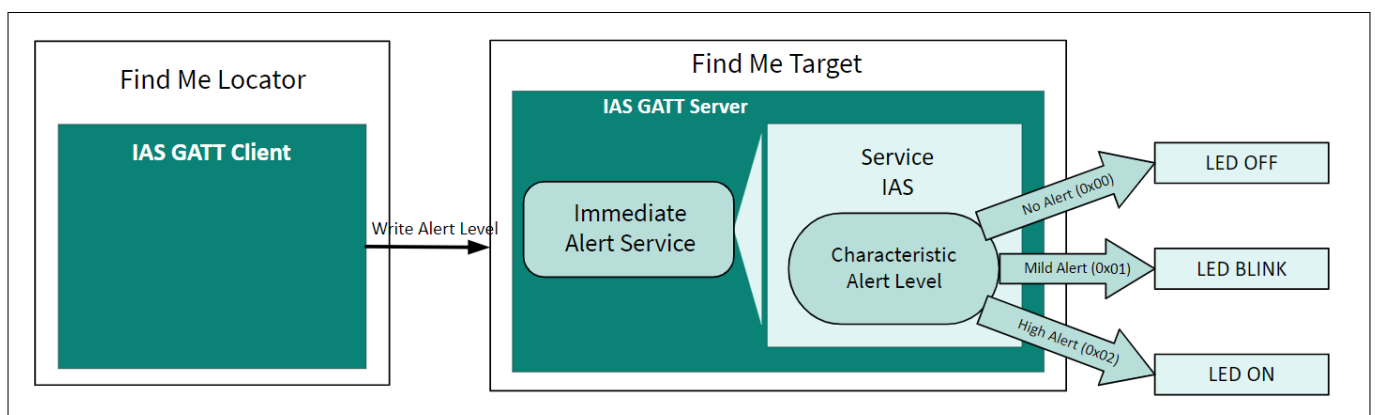 Find Me Locator
IAS GATT Client
Write Alert Level
Find Me Target
IAS GATT Server
Immediate
Alert Service
Service
IAS
Characteristic
Alert Level
No Alert (0x00)
LED OFF
Mild Alert (0x01)
LED BLINK
High Alert (0x02)
LED ON